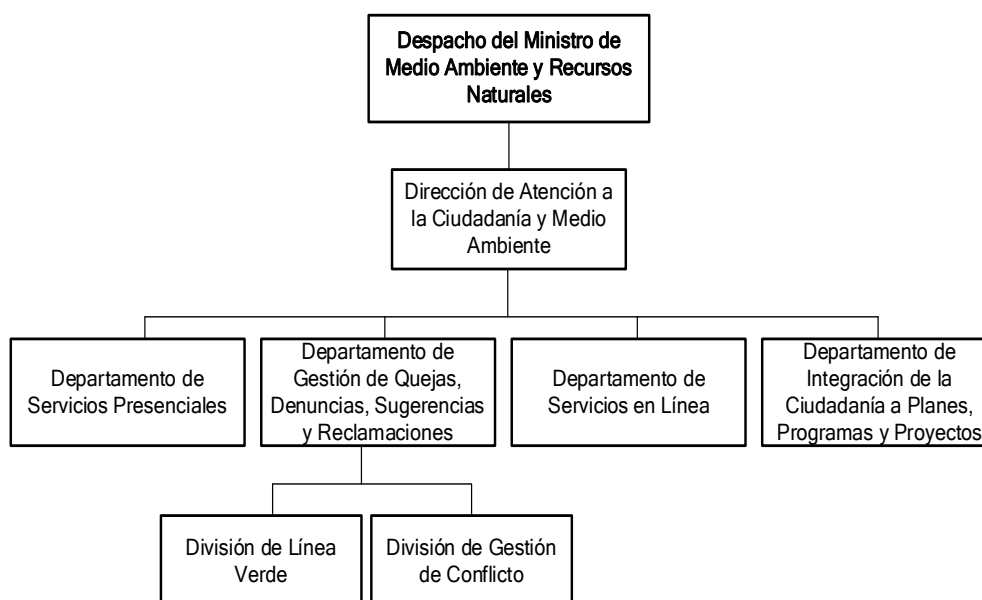 Despacho del Ministro de
Medio Ambiente y Recursos
Naturales
Dirección de Atención a
la Ciudadanía y Medio
Ambiente
Departamento de
Servicios Presenciales
Departamento de
Gestión de Quejas,
Denuncias, Sugerencias
y Reclamaciones
Departamento de
Servicios en Línea
Departamento de
Integración de la
Ciudadanía a Planes,
Programas y Proyectos
División de Línea
Verde
División de Gestión
de Conflicto